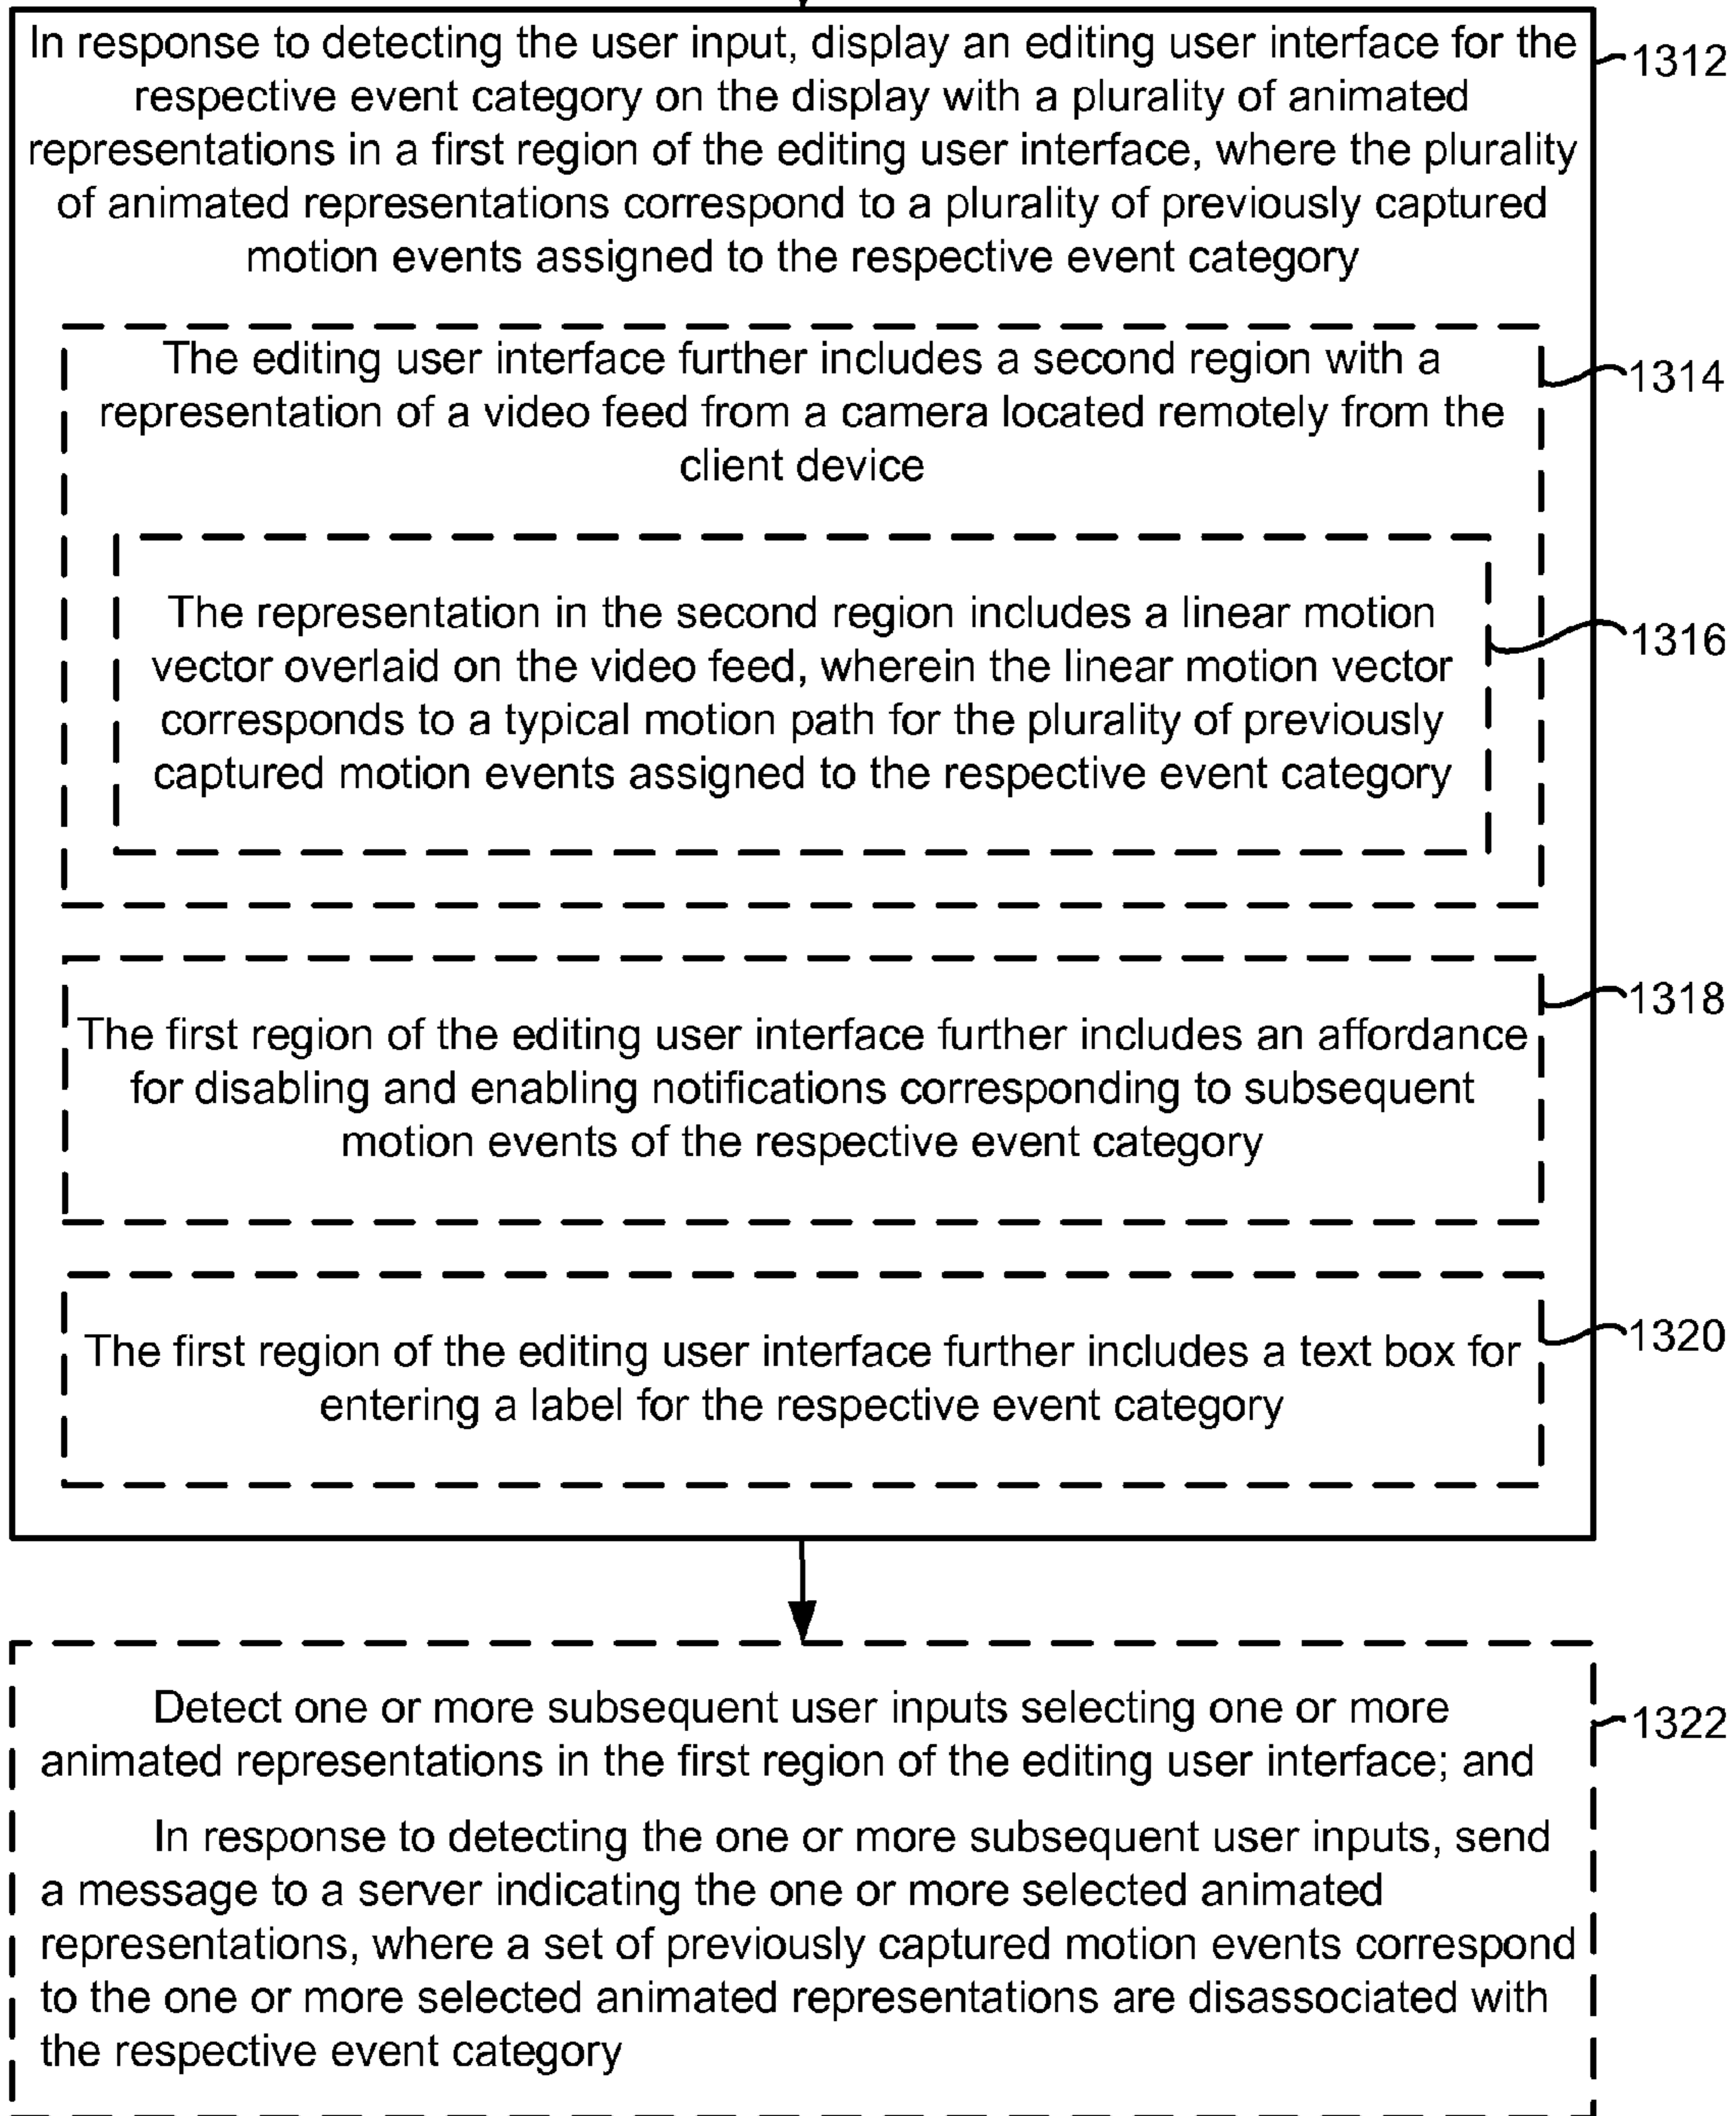 In response to detecting the user input, display an editing user interface for the
respective event category on the display with a plurality of animated
representations in a first region of the editing user interface, where the plurality
of animated representations correspond to a plurality of previously captured
motion events assigned to the respective event category
1312
The editing user interface further includes a second region with a
representation of a video feed from a camera located remotely from the
client device
1314
The representation in the second region includes a linear motion
vector overlaid on the video feed, wherein the linear motion vector
corresponds to a typical motion path for the plurality of previously
captured motion events assigned to the respective event category
1316
The first region of the editing user interface further includes an affordance
for disabling and enabling notifications corresponding to subsequent
motion events of the respective event category
1318
The first region of the editing user interface further includes a text box for
entering a label for the respective event category
1320
Detect one or more subsequent user inputs selecting one or more
animated representations in the first region of the editing user interface; and
In response to detecting the one or more subsequent user inputs, send
a message to a server indicating the one or more selected animated
representations, where a set of previously captured motion events correspond
to the one or more selected animated representations are disassociated with
the respective event category
1322